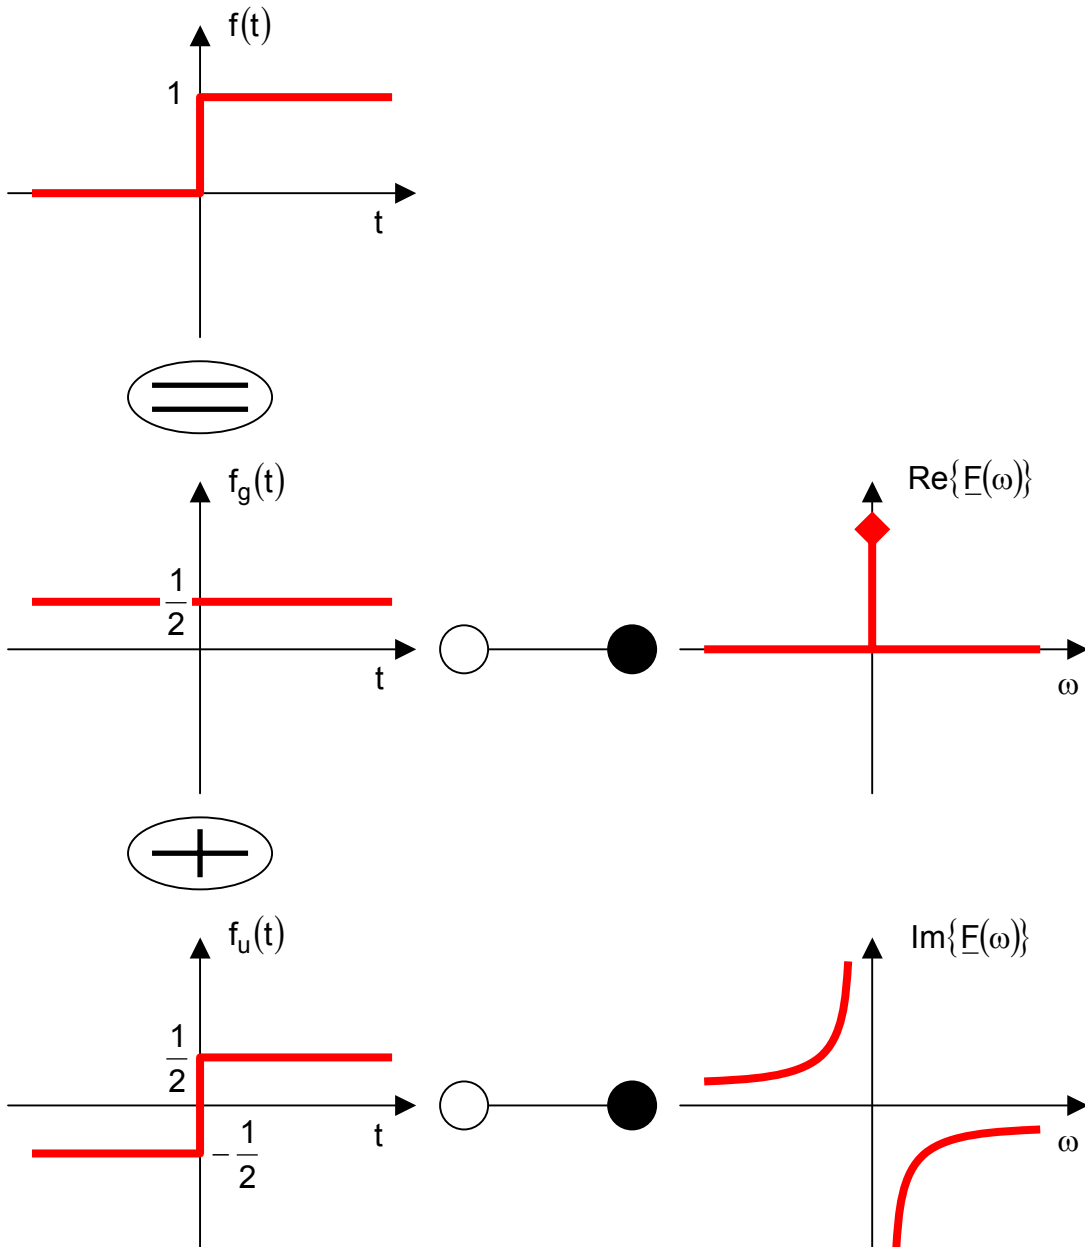 f(t)
1
t
=
f_g(t)
1/2
t
Re{F(ω)}
ω
+
f_u(t)
1/2
-1/2
t
Im{F(ω)}
ω